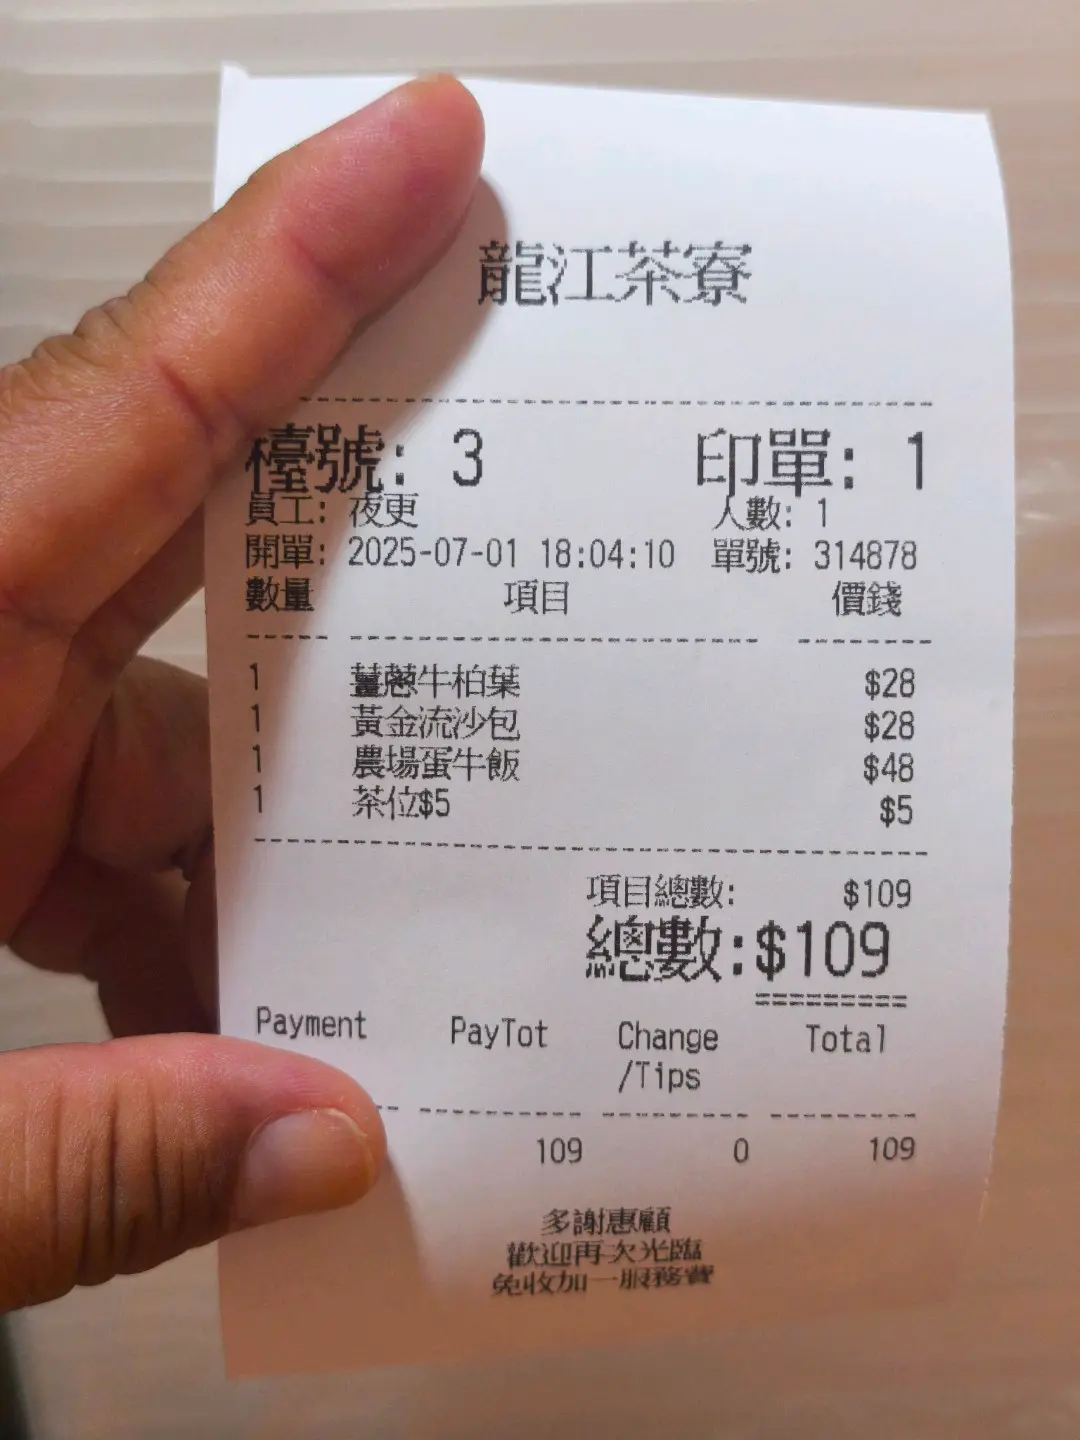 龍江茶寮
檯號: 3 印單: 1
員工: 夜更 人數: 1
開單: 2025-07-01 18:04:10 單號: 314878
數量 項目 價錢
1 薑蔥牛柏葉 $28
1 黃金流沙包 $28
1 農場蛋牛飯 $48
1 茶位$5 $5
項目總數: $109
總數:$109
Payment PayTot Change Total
/Tips
109 0 109
多謝惠顧
歡迎再次光臨
免收加一服務費